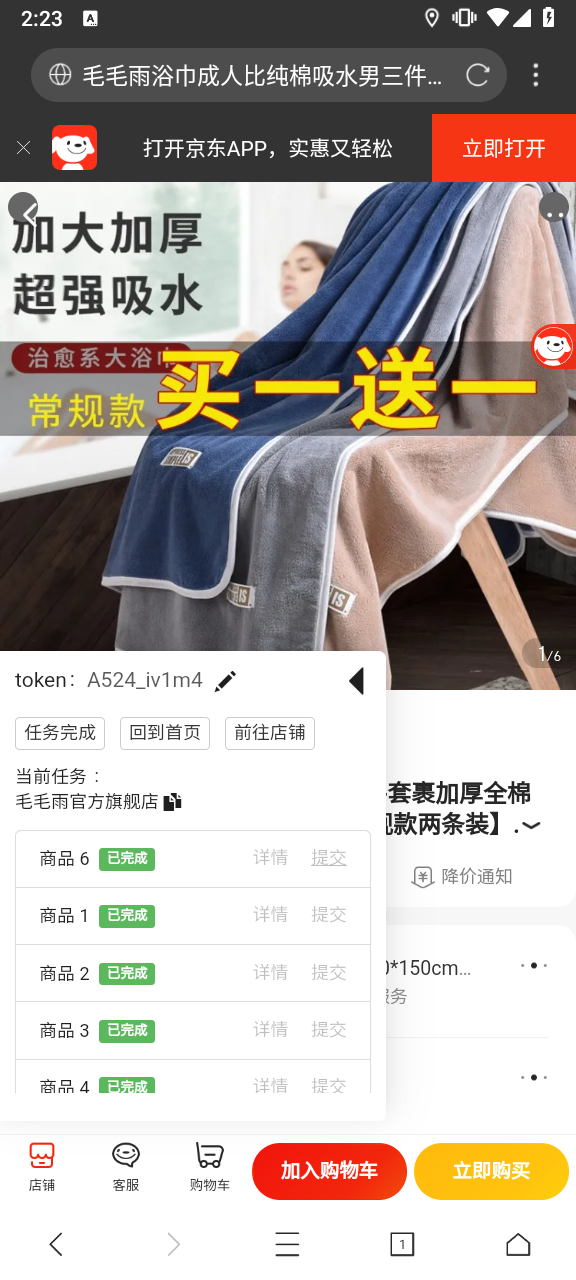 2:23
A
毛毛雨浴巾成人比纯棉吸水男三件...
打开京东APP，实惠又轻松
立即打开
加大加厚
超强吸水
治愈系大浴巾
常规款
买一送一
1/6
token： A524_iv1m4
任务完成
回到首页
前往店铺
当前任务：
毛毛雨官方旗舰店
套裹加厚全棉
款两条装】.
降价通知
商品 6 已完成 详情 提交
商品 1 已完成 详情 提交
商品 2 已完成 详情 提交
0*150cm...
服务
商品 3 已完成 详情 提交
商品 4 已完成 详情 提交
店铺
客服
购物车
加入购物车
立即购买
1